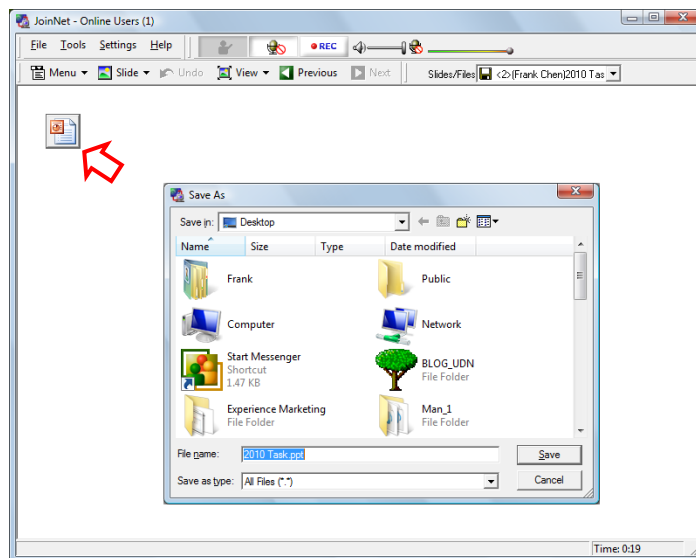 JoinNet - Online Users (1)
File Tools Settings Help REC
Menu Slide Undo View Previous Next Slides/Files <2>(Frank Chen)2010 Tas
Save As
Save in: Desktop
Name Size Type Date modified
Frank Public
Computer Network
Start Messenger
Shortcut
1.47 KB
BLOG_UDN
File Folder
Experience Marketing
File Folder
Man_1
File Folder
File name: 2010 Task.ppt Save
Save as type: All Files (*.*) Cancel
Time: 0:19